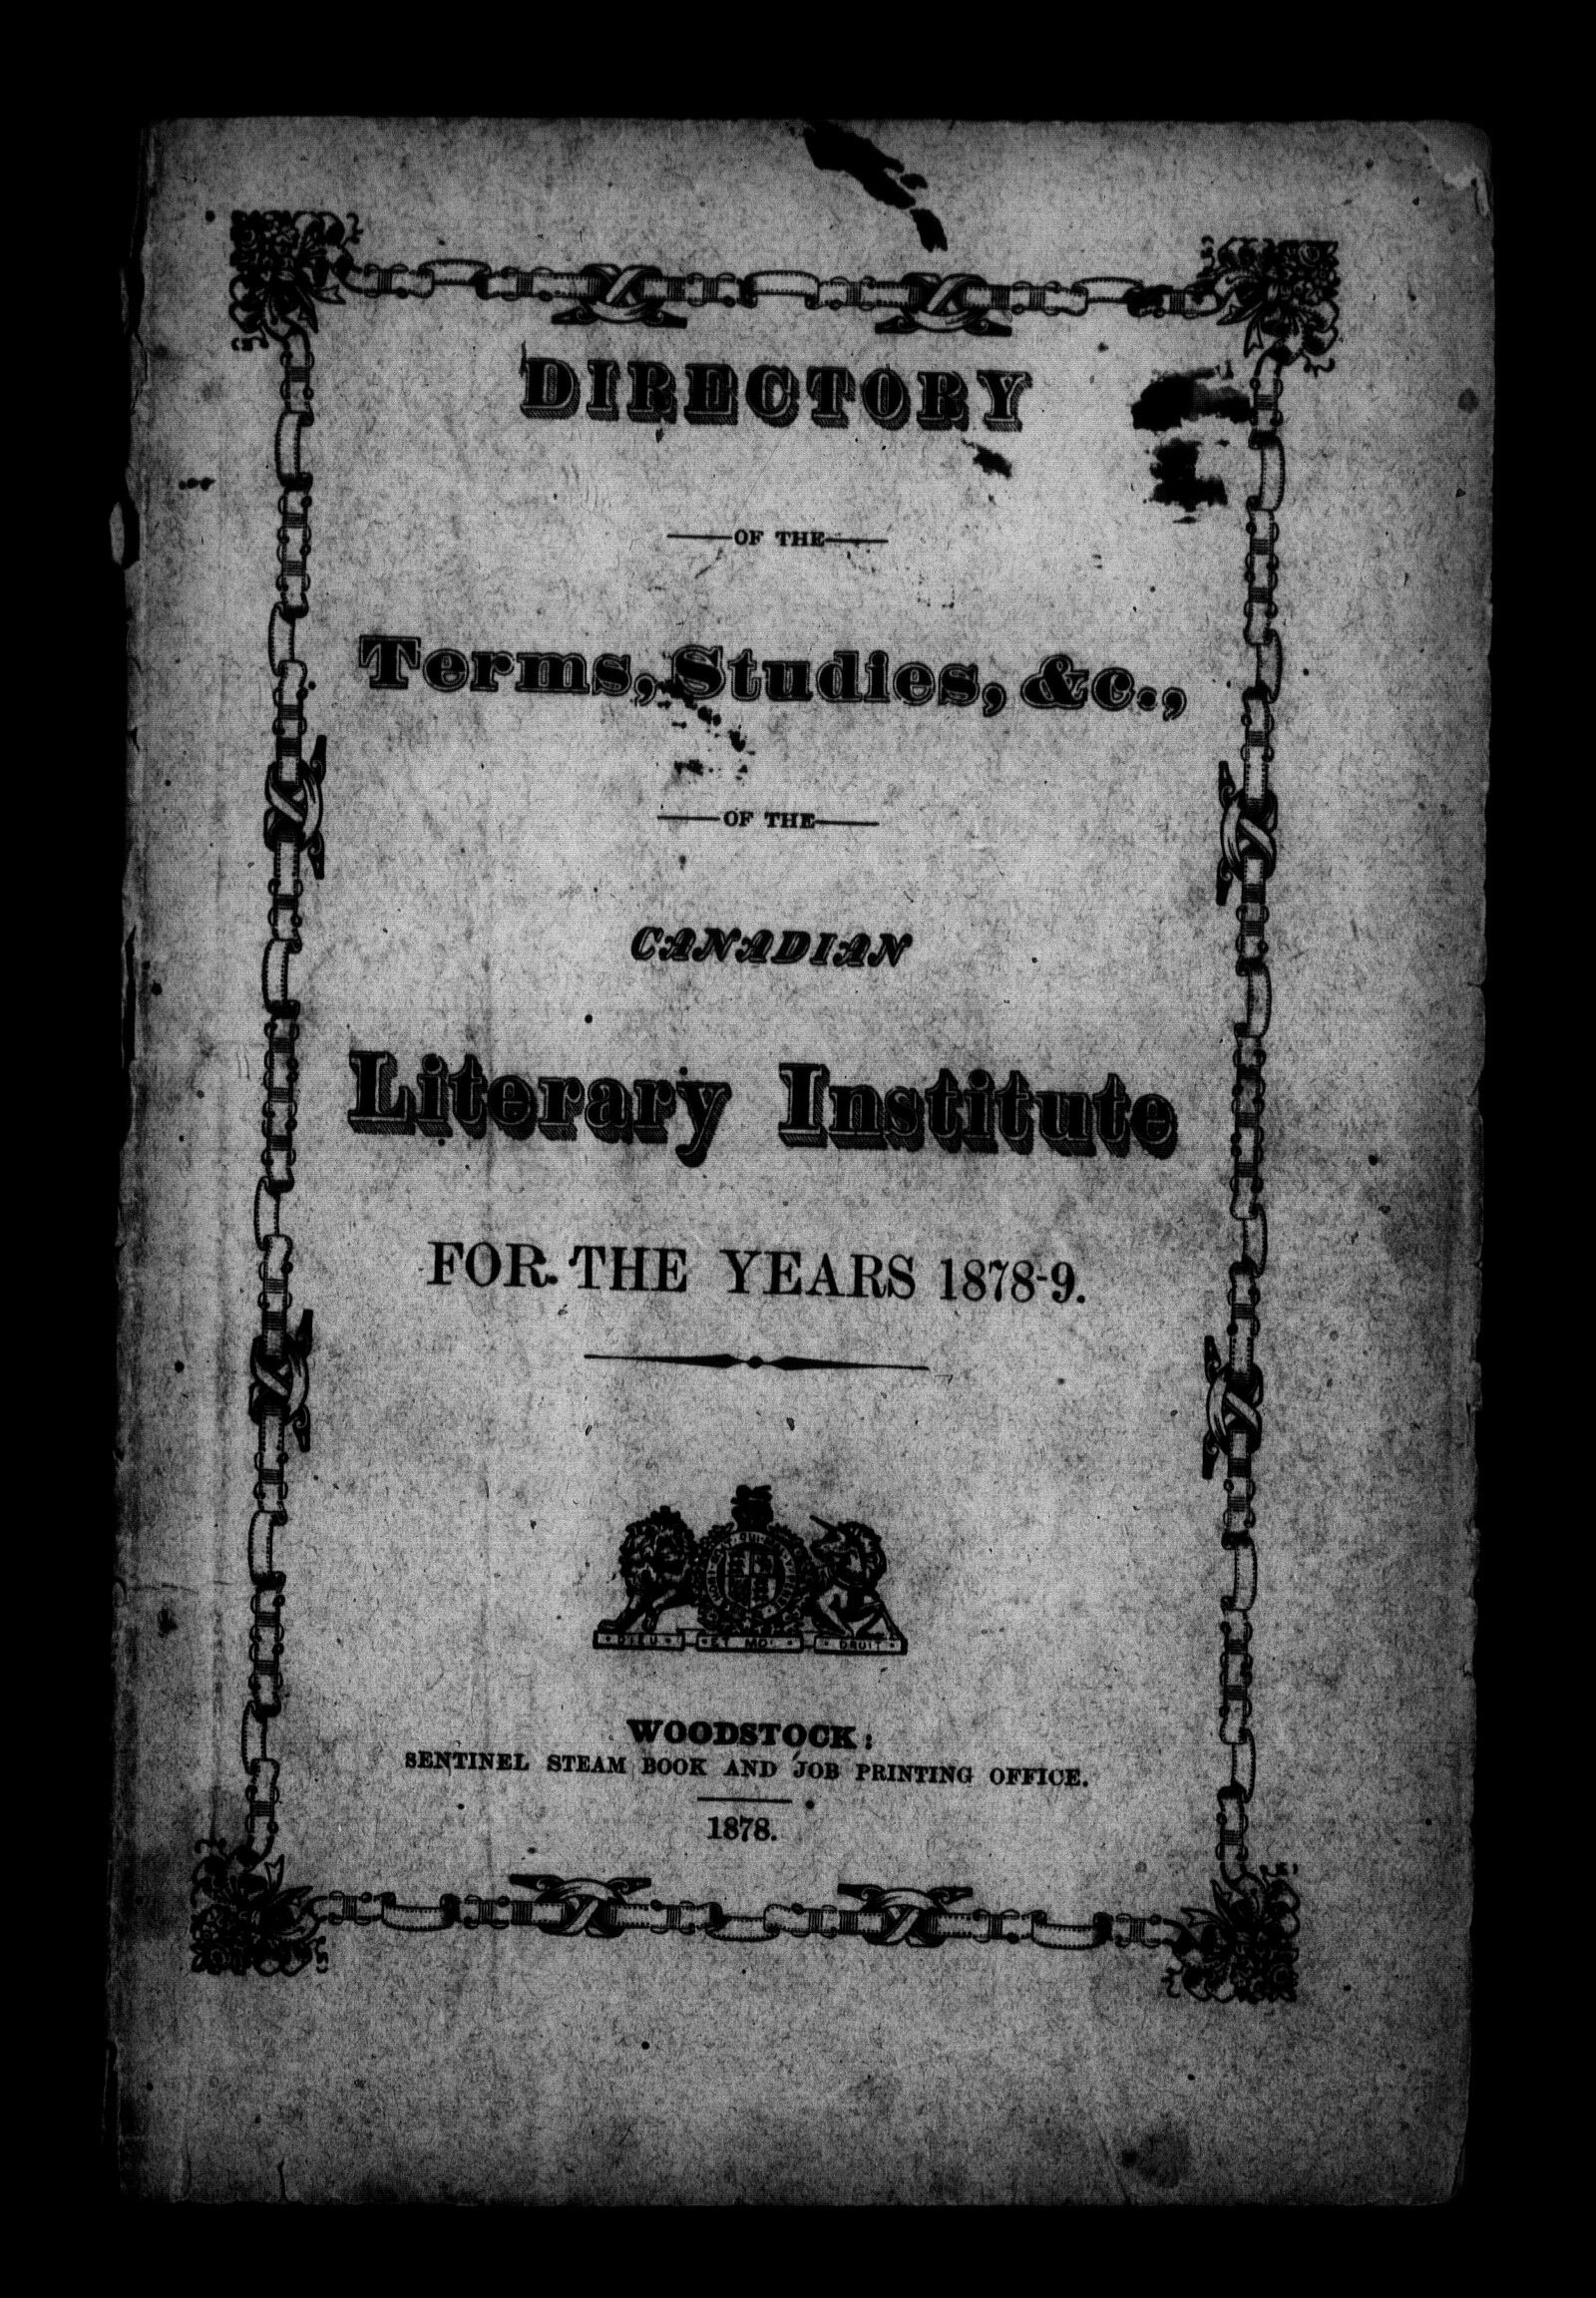 DIRECTORY
OF THE
Terms, Studies, &c.,
OF THE
CANADIAN
Literary Institute
FOR THE YEARS 1878-9.
QUI
DIEU ET MON DROIT
WOODSTOCK:
SENTINEL STEAM BOOK AND JOB PRINTING OFFICE.
1878.